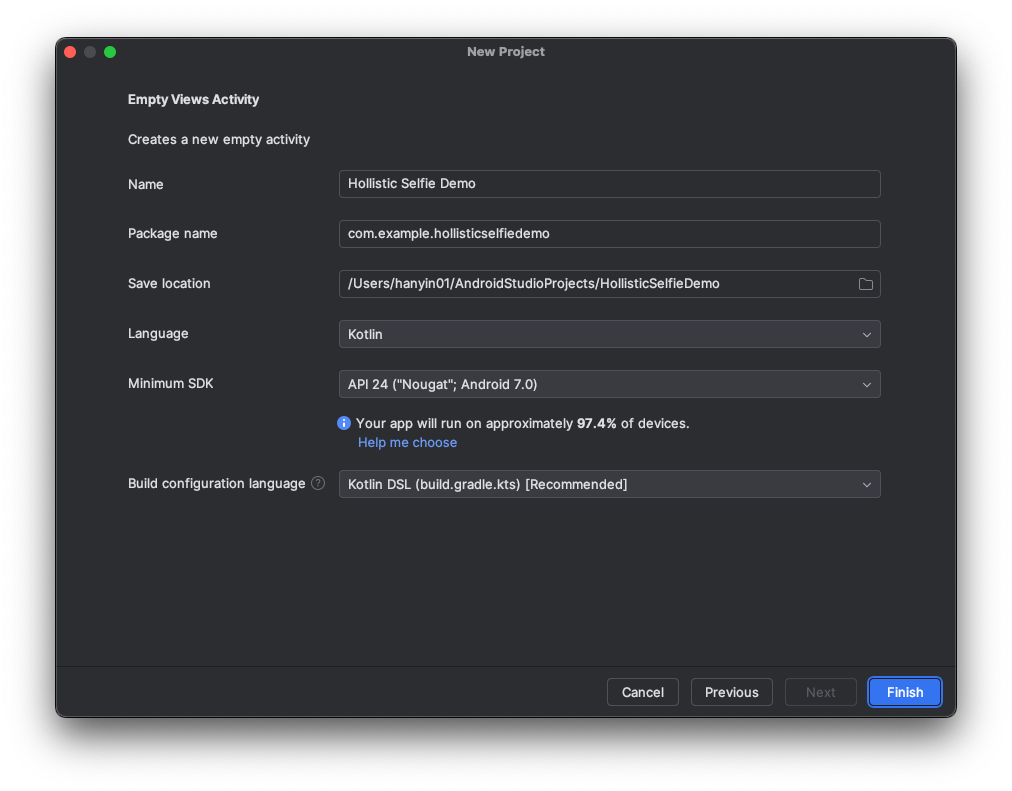 New Project
Empty Views Activity
Creates a new empty activity
Name Hollistic Selfie Demo
Package name com.example.hollisticselfiedemo
Save location /Users/hanyin01/AndroidStudioProjects/HollisticSelfieDemo
Language Kotlin
Minimum SDK API 24 ("Nougat"; Android 7.0)
Your app will run on approximately 97.4% of devices.
Help me choose
Build configuration language ? Kotlin DSL (build.gradle.kts) [Recommended]
Cancel Previous Next Finish